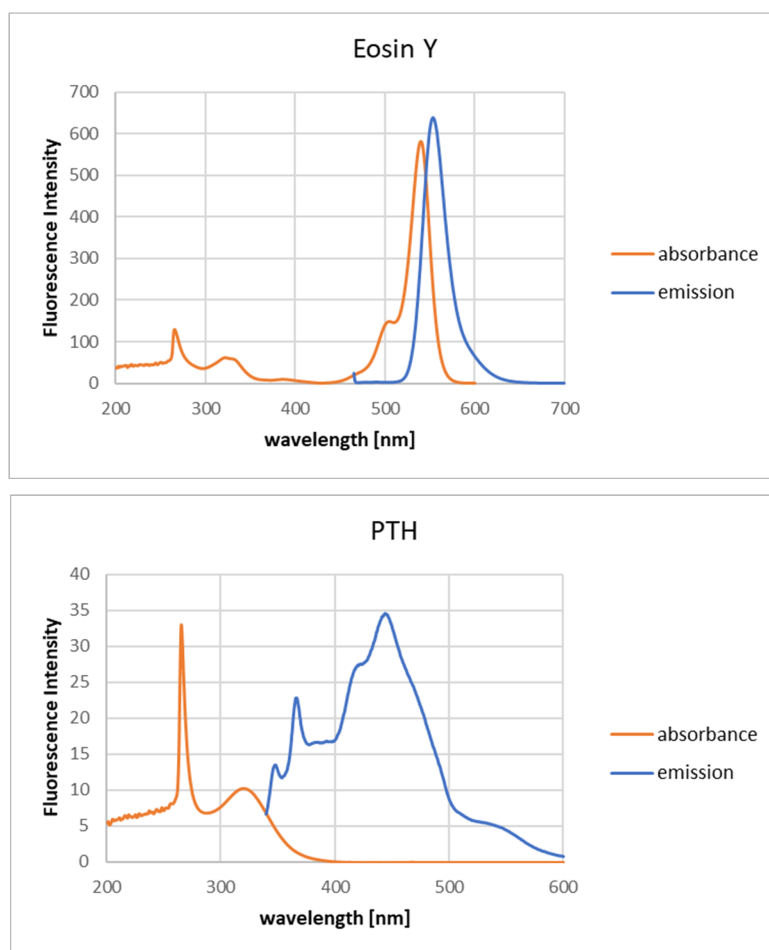 Eosin Y
700
600
500
400
300
200
100
0
Fluorescence Intensity
200 300 400 500 600 700
wavelength [nm]
absorbance
emission
PTH
40
35
30
25
20
15
10
5
0
Fluorescence Intensity
200 300 400 500 600
wavelength [nm]
absorbance
emission